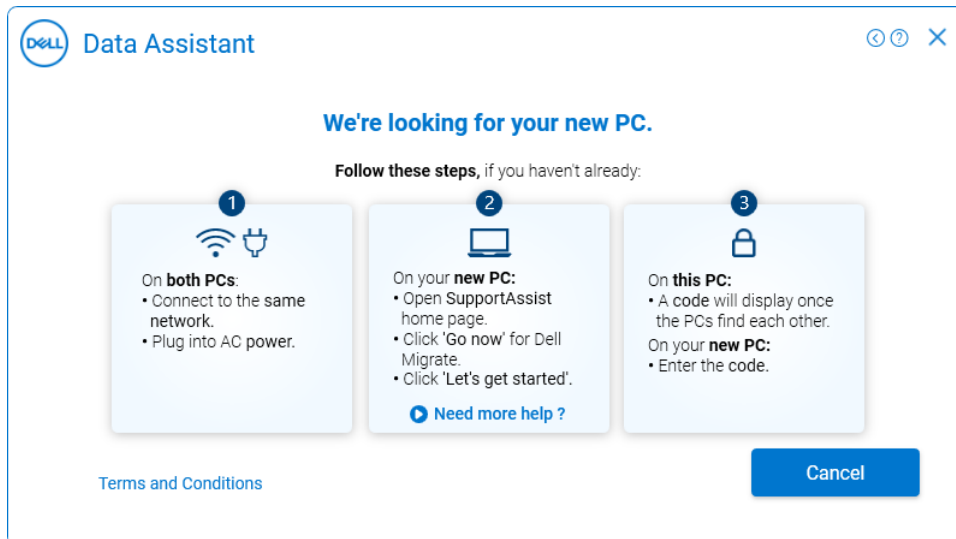 DELL
Data Assistant
We're looking for your new PC.
Follow these steps, if you haven't already:
1
On both PCs:
• Connect to the same
network.
• Plug into AC power.
2
On your new PC:
• Open SupportAssist
home page.
• Click 'Go now' for Dell
Migrate.
• Click 'Let's get started'.
Need more help ?
3
On this PC:
• A code will display once
the PCs find each other.
On your new PC:
• Enter the code.
Terms and Conditions
Cancel